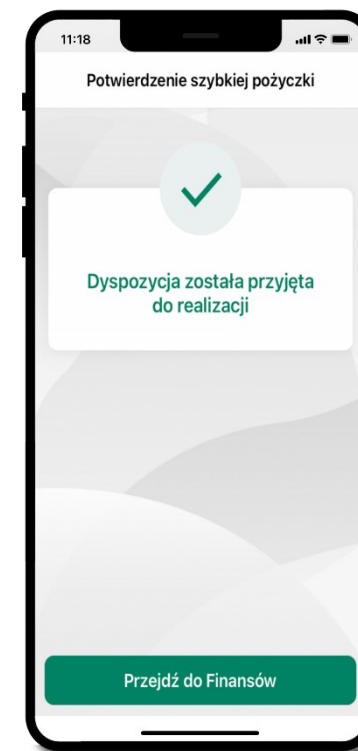 11:18
Potwierdzenie szybkiej pożyczki
Dyspozycja została przyjęta
do realizacji
Przejdź do Finansów